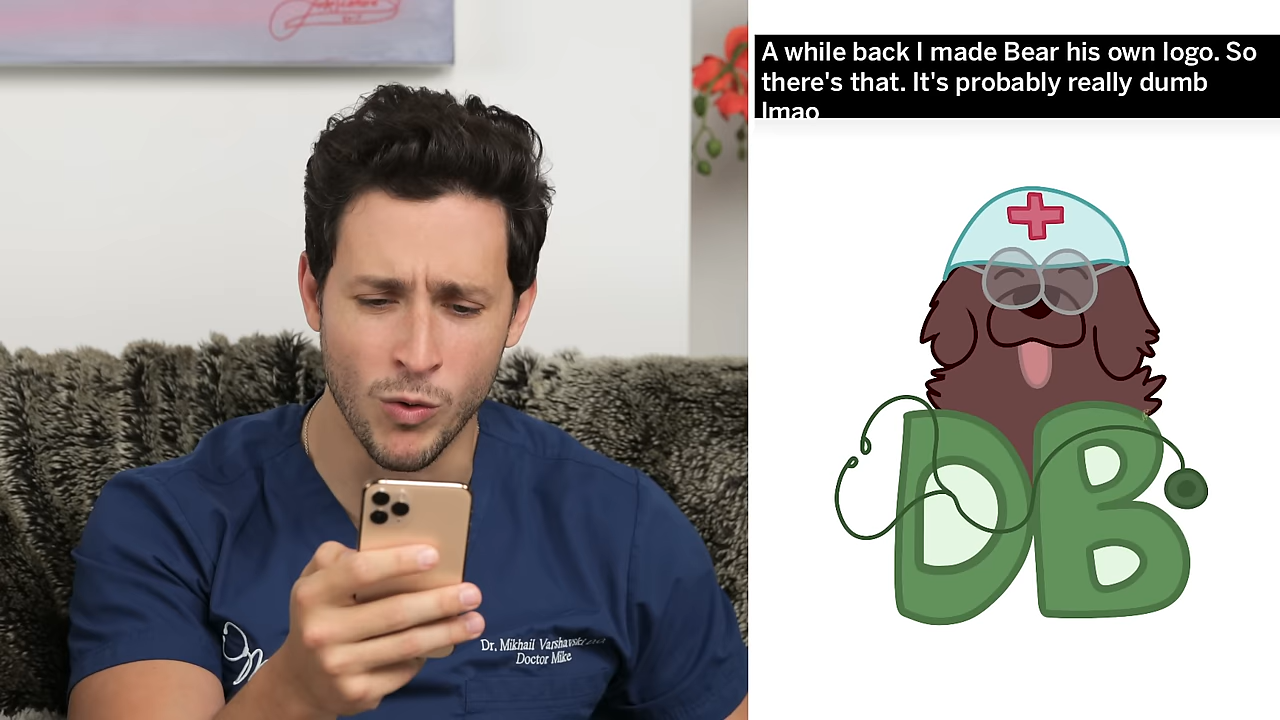 A while back I made Bear his own logo. So
there's that. It's probably really dumb
lmao
Dr. Mikhail Varshavski
Doctor Mike
DB